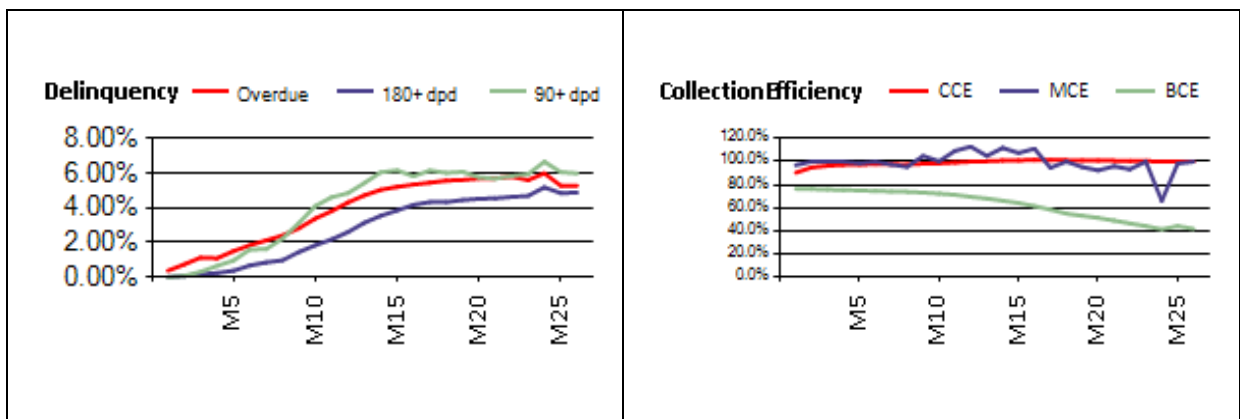 Delinquency Overdue 180+ dpd 90+ dpd
8.00%
6.00%
4.00%
2.00%
0.00%
M5
M10
M15
M20
M25
CollectionEfficiency CCE MCE BCE
120.0%
100.0%
80.0%
60.0%
40.0%
20.0%
0.0%
M5
M10
M15
M20
M25